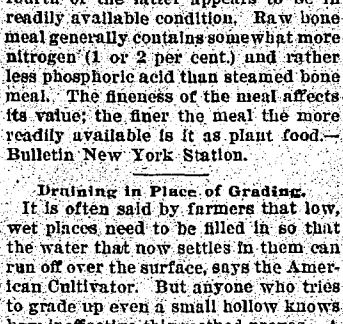 fourth of the latter appears to be in
readily available condition. Raw bone
meal generally contains somewhat more
nitrogen (1 or 2 per cent.) and rather
less phosphoric acid than steamed bone
meal. The fineness of the meal affects
its value; the finer the meal the more
readily available is it as plant food.—
Bulletin New York Station.
Draining in Place of Grading.
It is often said by farmers that low,
wet places need to be filled in so that
the water that now settles in them can
run off over the surface, says the Amer-
ican Cultivator. But anyone who tries
to grade up even a small hollow knows